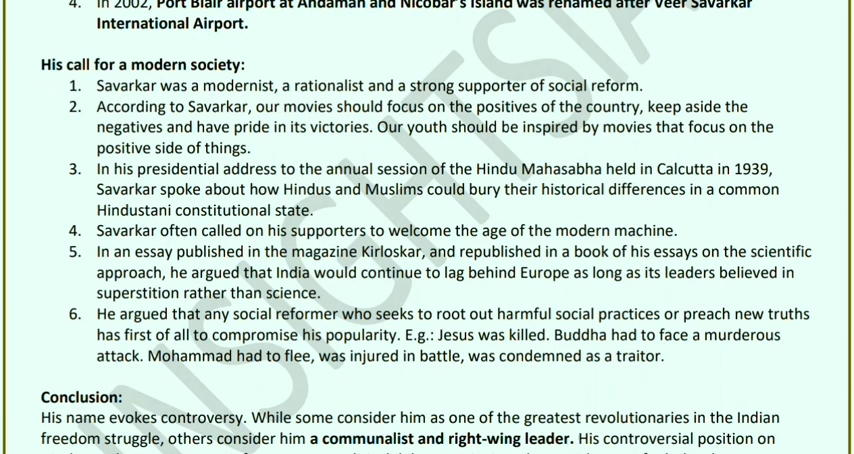 4. In 2002, Port Blair airport at Andaman and Nicobar's Island was renamed after Veer Savarkar
International Airport.
His call for a modern society:
1. Savarkar was a modernist, a rationalist and a strong supporter of social reform.
2. According to Savarkar, our movies should focus on the positives of the country, keep aside the
negatives and have pride in its victories. Our youth should be inspired by movies that focus on the
positive side of things.
3. In his presidential address to the annual session of the Hindu Mahasabha held in Calcutta in 1939,
Savarkar spoke about how Hindus and Muslims could bury their historical differences in a common
Hindustani constitutional state.
4. Savarkar often called on his supporters to welcome the age of the modern machine.
5. In an essay published in the magazine Kirloskar, and republished in a book of his essays on the scientific
approach, he argued that India would continue to lag behind Europe as long as its leaders believed in
superstition rather than science.
6. He argued that any social reformer who seeks to root out harmful social practices or preach new truths
has first of all to compromise his popularity. E.g.: Jesus was killed. Buddha had to face a murderous
attack. Mohammad had to flee, was injured in battle, was condemned as a traitor.
Conclusion:
His name evokes controversy. While some consider him as one of the greatest revolutionaries in the Indian
freedom struggle, others consider him a communalist and right-wing leader. His controversial position on
INSIGHTSIA